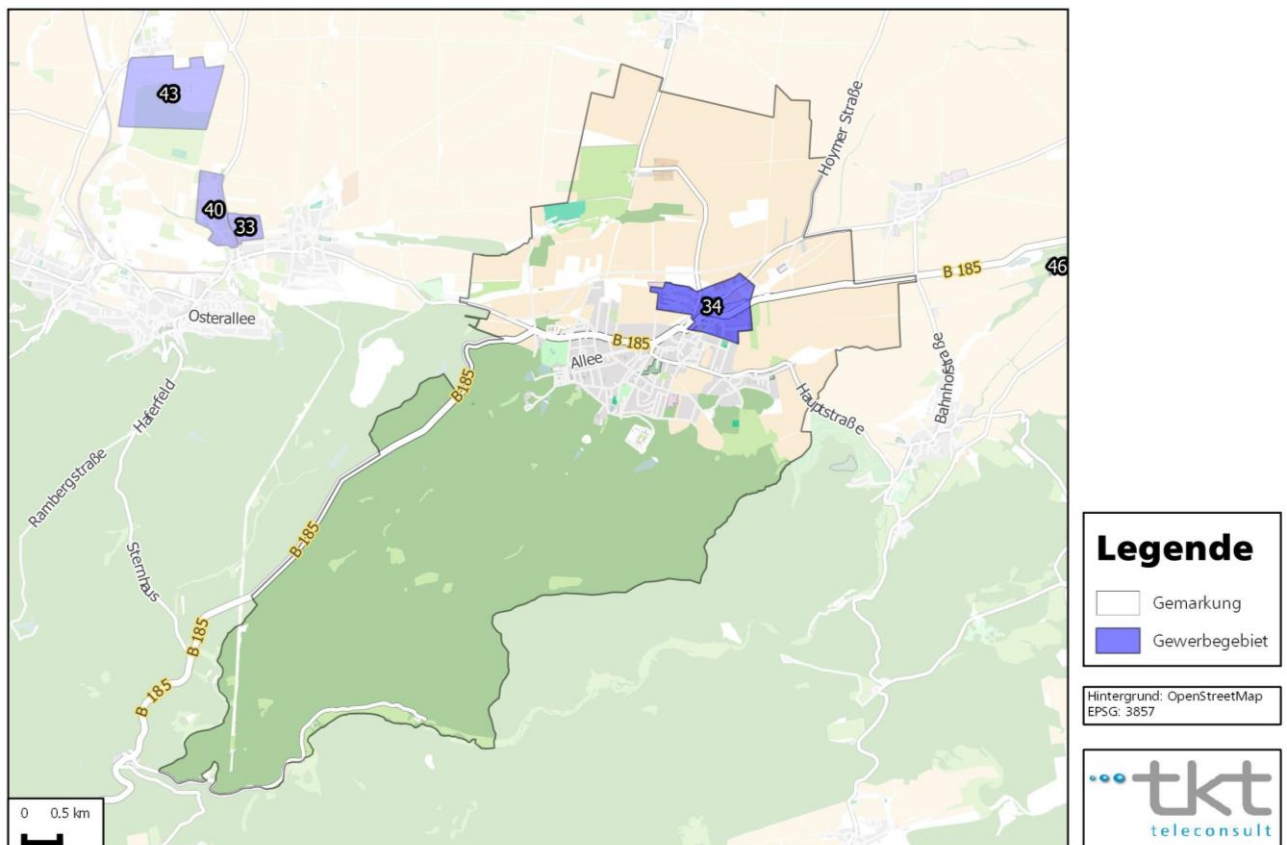 43
40
33
Osterallee
Haferfeld
Rambergstraße
Sternhaus
B 185
B 185
B 185
B 185
Allee
B 185
34
B 185
46
Hoymer Straße
Hauptstraße
Bahnhofstraße
0 0.5 km
Legende
Gemarkung
Gewerbegebiet
Hintergrund: OpenStreetMap
EPSG: 3857
tkt
teleconsult